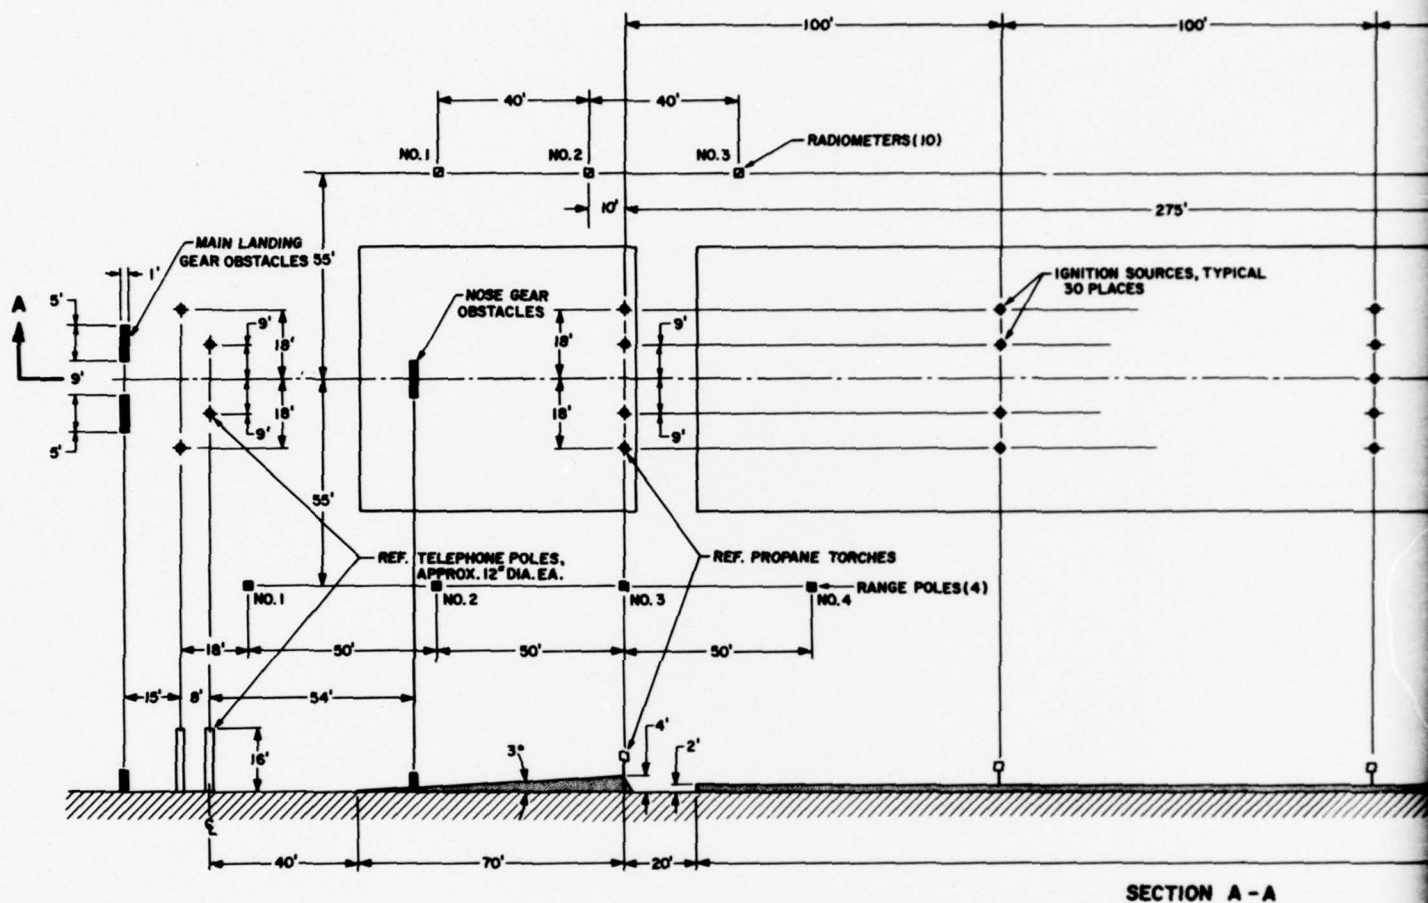 100'
100'
40'
40'
NO.1
NO.2
NO.3
RADIOMETERS (10)
10'
275'
MAIN LANDING
GEAR OBSTACLES
55'
1'
5'
A
NOSE GEAR
OBSTACLES
IGNITION SOURCES, TYPICAL
30 PLACES
9'
18'
18'
9'
9'
18'
9'
18'
9'
5'
55'
REF. TELEPHONE POLES,
APPROX. 12" DIA. EA.
REF. PROPANE TORCHES
NO.1
NO.2
NO.3
NO.4
RANGE POLES (4)
18'
50'
50'
50'
15'
8'
54'
16'
3°
4'
2'
℄
40'
70'
20'
SECTION A-A